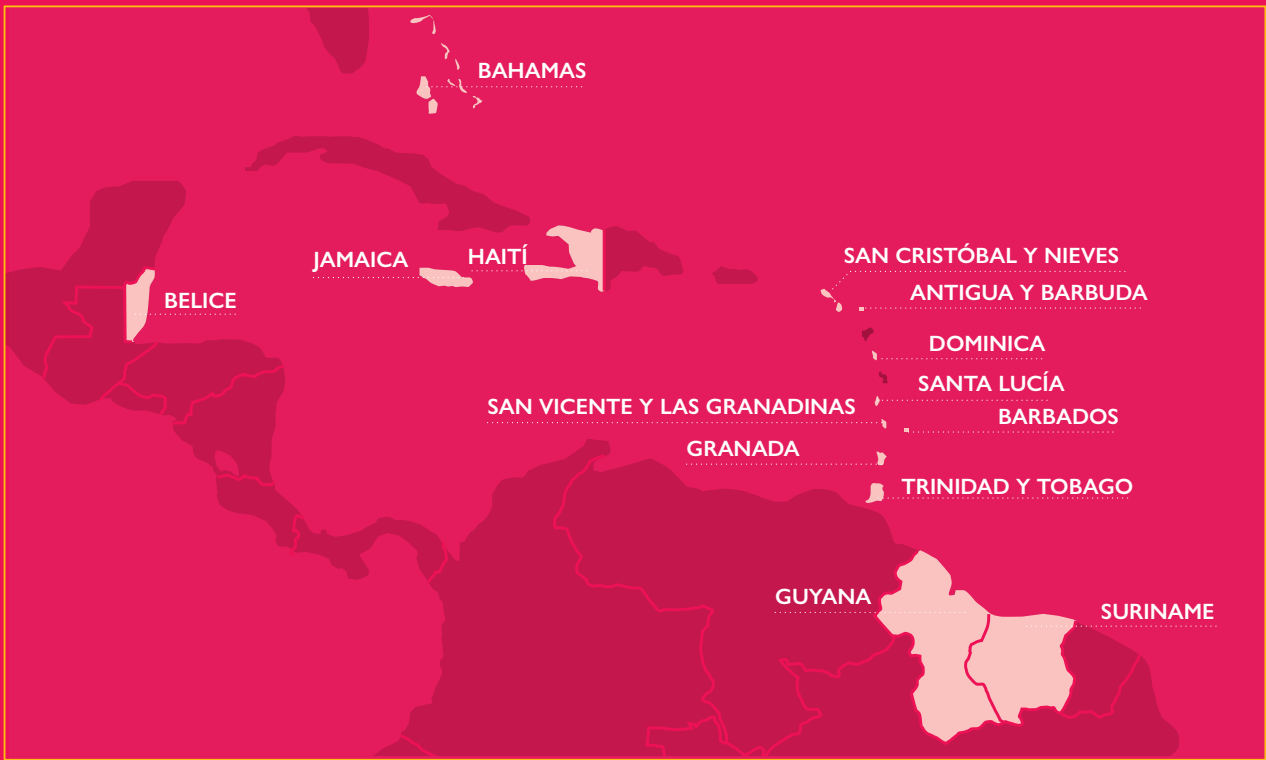 BAHAMAS
SAN CRISTÓBAL Y NIEVES
JAMAICA
HAITÍ
ANTIGUA Y BARBUDA
BELICE
DOMINICA
SANTA LUCÍA
SAN VICENTE Y LAS GRANADINAS
BARBADOS
GRANADA
TRINIDAD Y TOBAGO
GUYANA
SURINAME